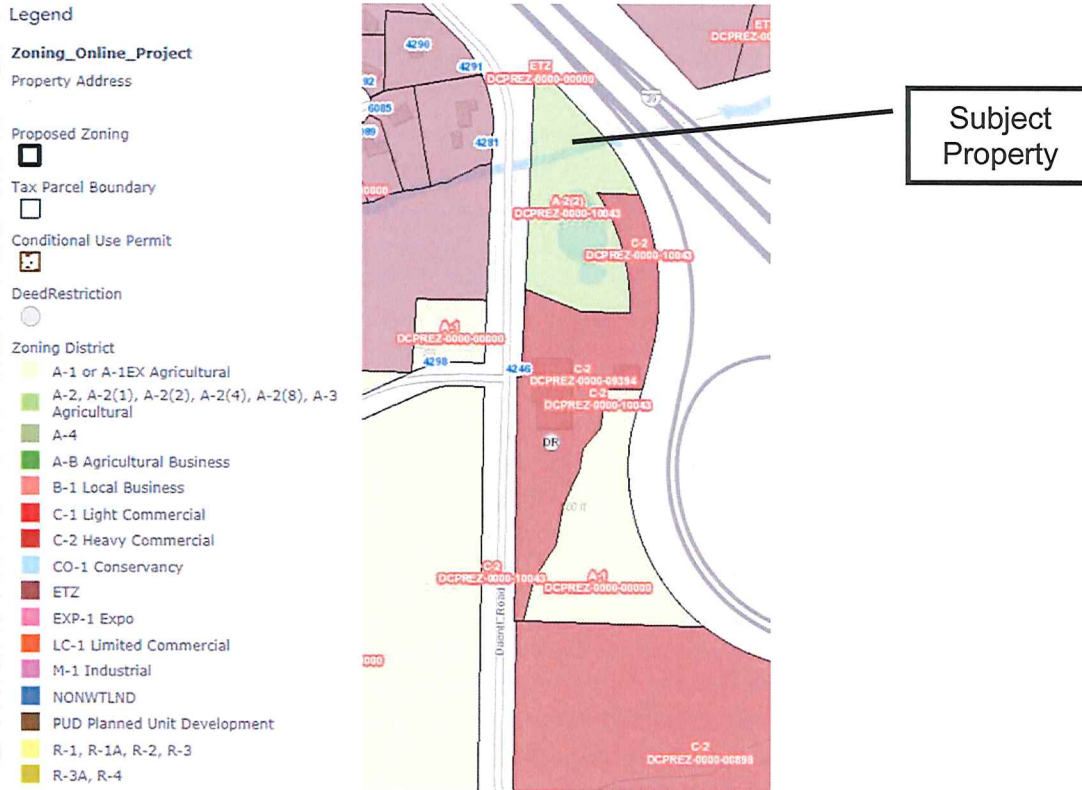 Legend
Zoning_Online_Project
Property Address
Proposed Zoning
Tax Parcel Boundary
Conditional Use Permit
DeedRestriction
Zoning District
A-1 or A-1EX Agricultural
A-2, A-2(1), A-2(2), A-2(4), A-2(8), A-3
Agricultural
A-4
A-B Agricultural Business
B-1 Local Business
C-1 Light Commercial
C-2 Heavy Commercial
CO-1 Conservancy
ETZ
EXP-1 Expo
LC-1 Limited Commercial
M-1 Industrial
NONWTLND
PUD Planned Unit Development
R-1, R-1A, R-2, R-3
R-3A, R-4
4290
4291
ETZ
DCPREZ-0000-00000
6085
4281
A-2(2)
DCPREZ-0000-10043
C-2
DCPREZ-0000-10043
A-1
DCPREZ-0000-00000
4298
4246
C-2
DCPREZ-0000-09394
C-2
DCPREZ-0000-10043
DR
C-2
DCPREZ-0000-10043
A-1
DCPREZ-0000-00000
C-2
DCPREZ-0000-00898
Subject
Property